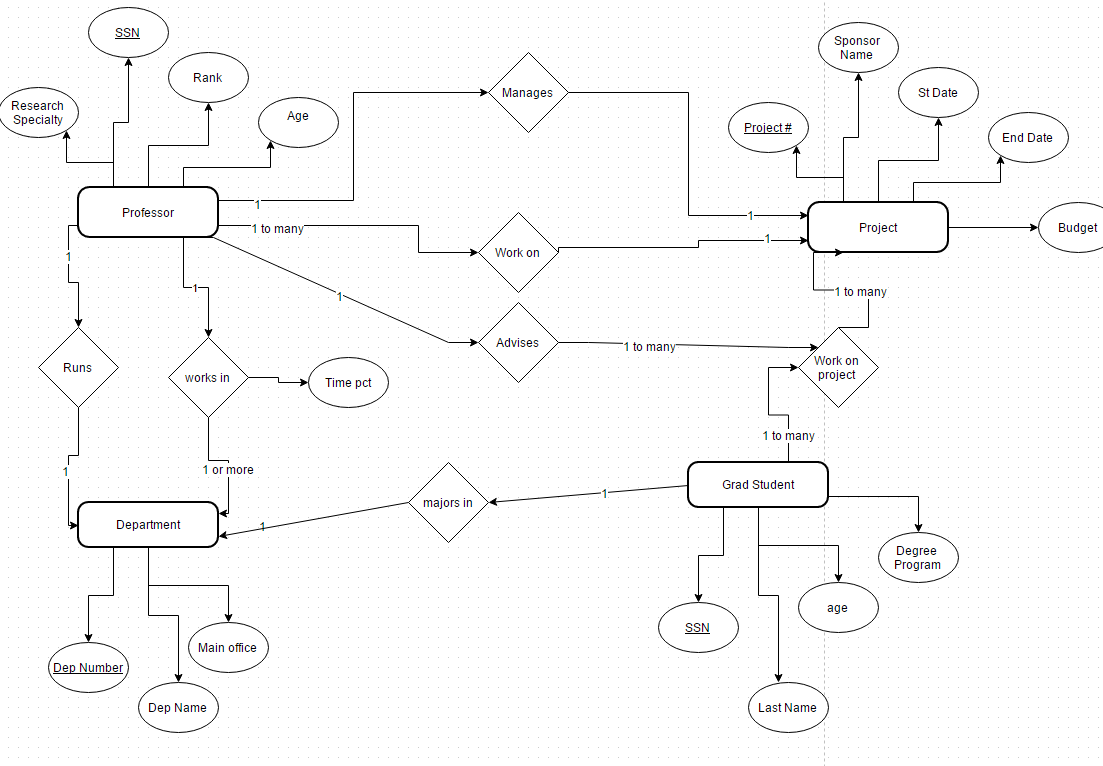 SSN
Sponsor
Name
Rank
Manages
St Date
Research
Specialty
Age
Project #
End Date
1
Professor
1
Project
Budget
1 to many
1
1
Work on
1
1
1 to many
Advises
1 to many
Runs
works in
Time pct
Work on
project
1 to many
1
1 or more
Grad Student
majors in
1
Department
1
Degree
Program
age
SSN
Main office
Dep Number
Dep Name
Last Name